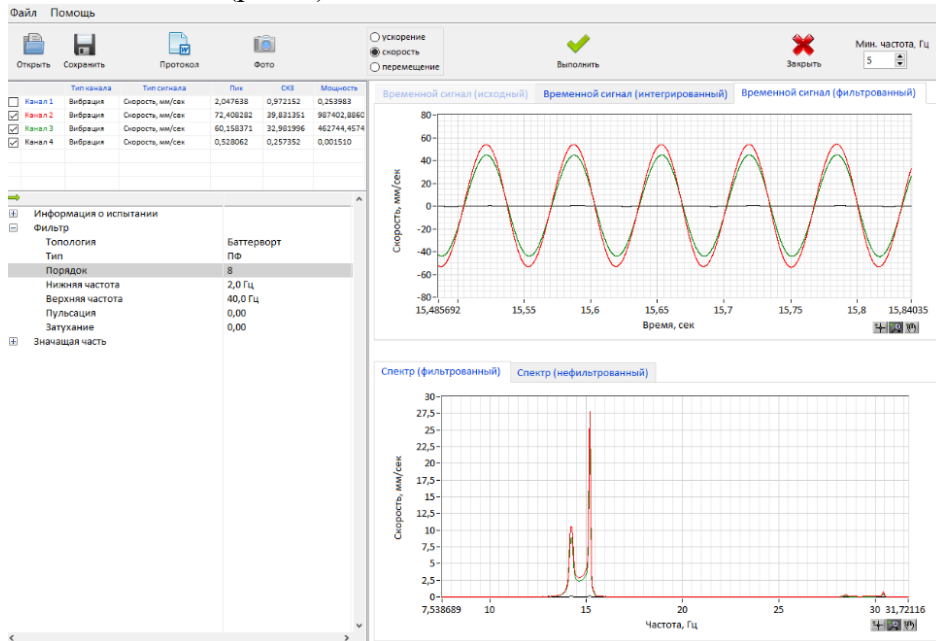 Файл Помощь
Открыть Сохранить Протокол Фото
ускорение
скорость
перемещение
Выполнить
Закрыть
Мин. частота, Гц
5
Тип канала Тип сигнала Пик СКЗ Мощность
Канал 1 Вибрация Скорость, мм/сек 2,047638 0,972152 0,253983
Канал 2 Вибрация Скорость, мм/сек 72,408282 39,831351 987402,8860
Канал 3 Вибрация Скорость, мм/сек 60,158371 32,981996 462744,4574
Канал 4 Вибрация Скорость, мм/сек 0,528062 0,257352 0,001510
Информация о испытании
Фильтр
Топология Баттерворт
Тип ПФ
Порядок 8
Нижняя частота 2,0 Гц
Верхняя частота 40,0 Гц
Пульсация 0,00
Затухание 0,00
Значащая часть
Временной сигнал (исходный) Временной сигнал (интегрированный) Временной сигнал (фильтрованный)
Скорость, мм/сек
80
60
40
20
0
-20
-40
-60
-80
15,485692 15,55 15,6 15,65 15,7 15,75 15,8 15,84035
Время, сек
Спектр (фильтрованный) Спектр (нефильтрованный)
Скорость, мм/сек
30
27,5
25
22,5
20
17,5
15
12,5
10
7,5
5
2,5
0
7,538689 10 15 20 25 30 31,72116
Частота, Гц